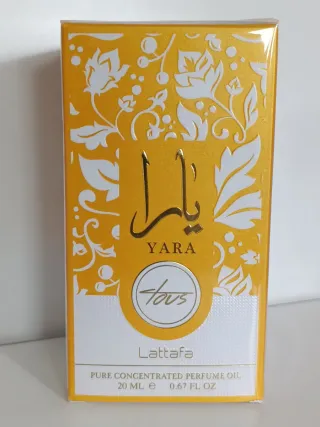 يارا
YARA
Tous
Lattafa
PURE CONCENTRATED PERFUME OIL
20 ML e 0.67 FL OZ